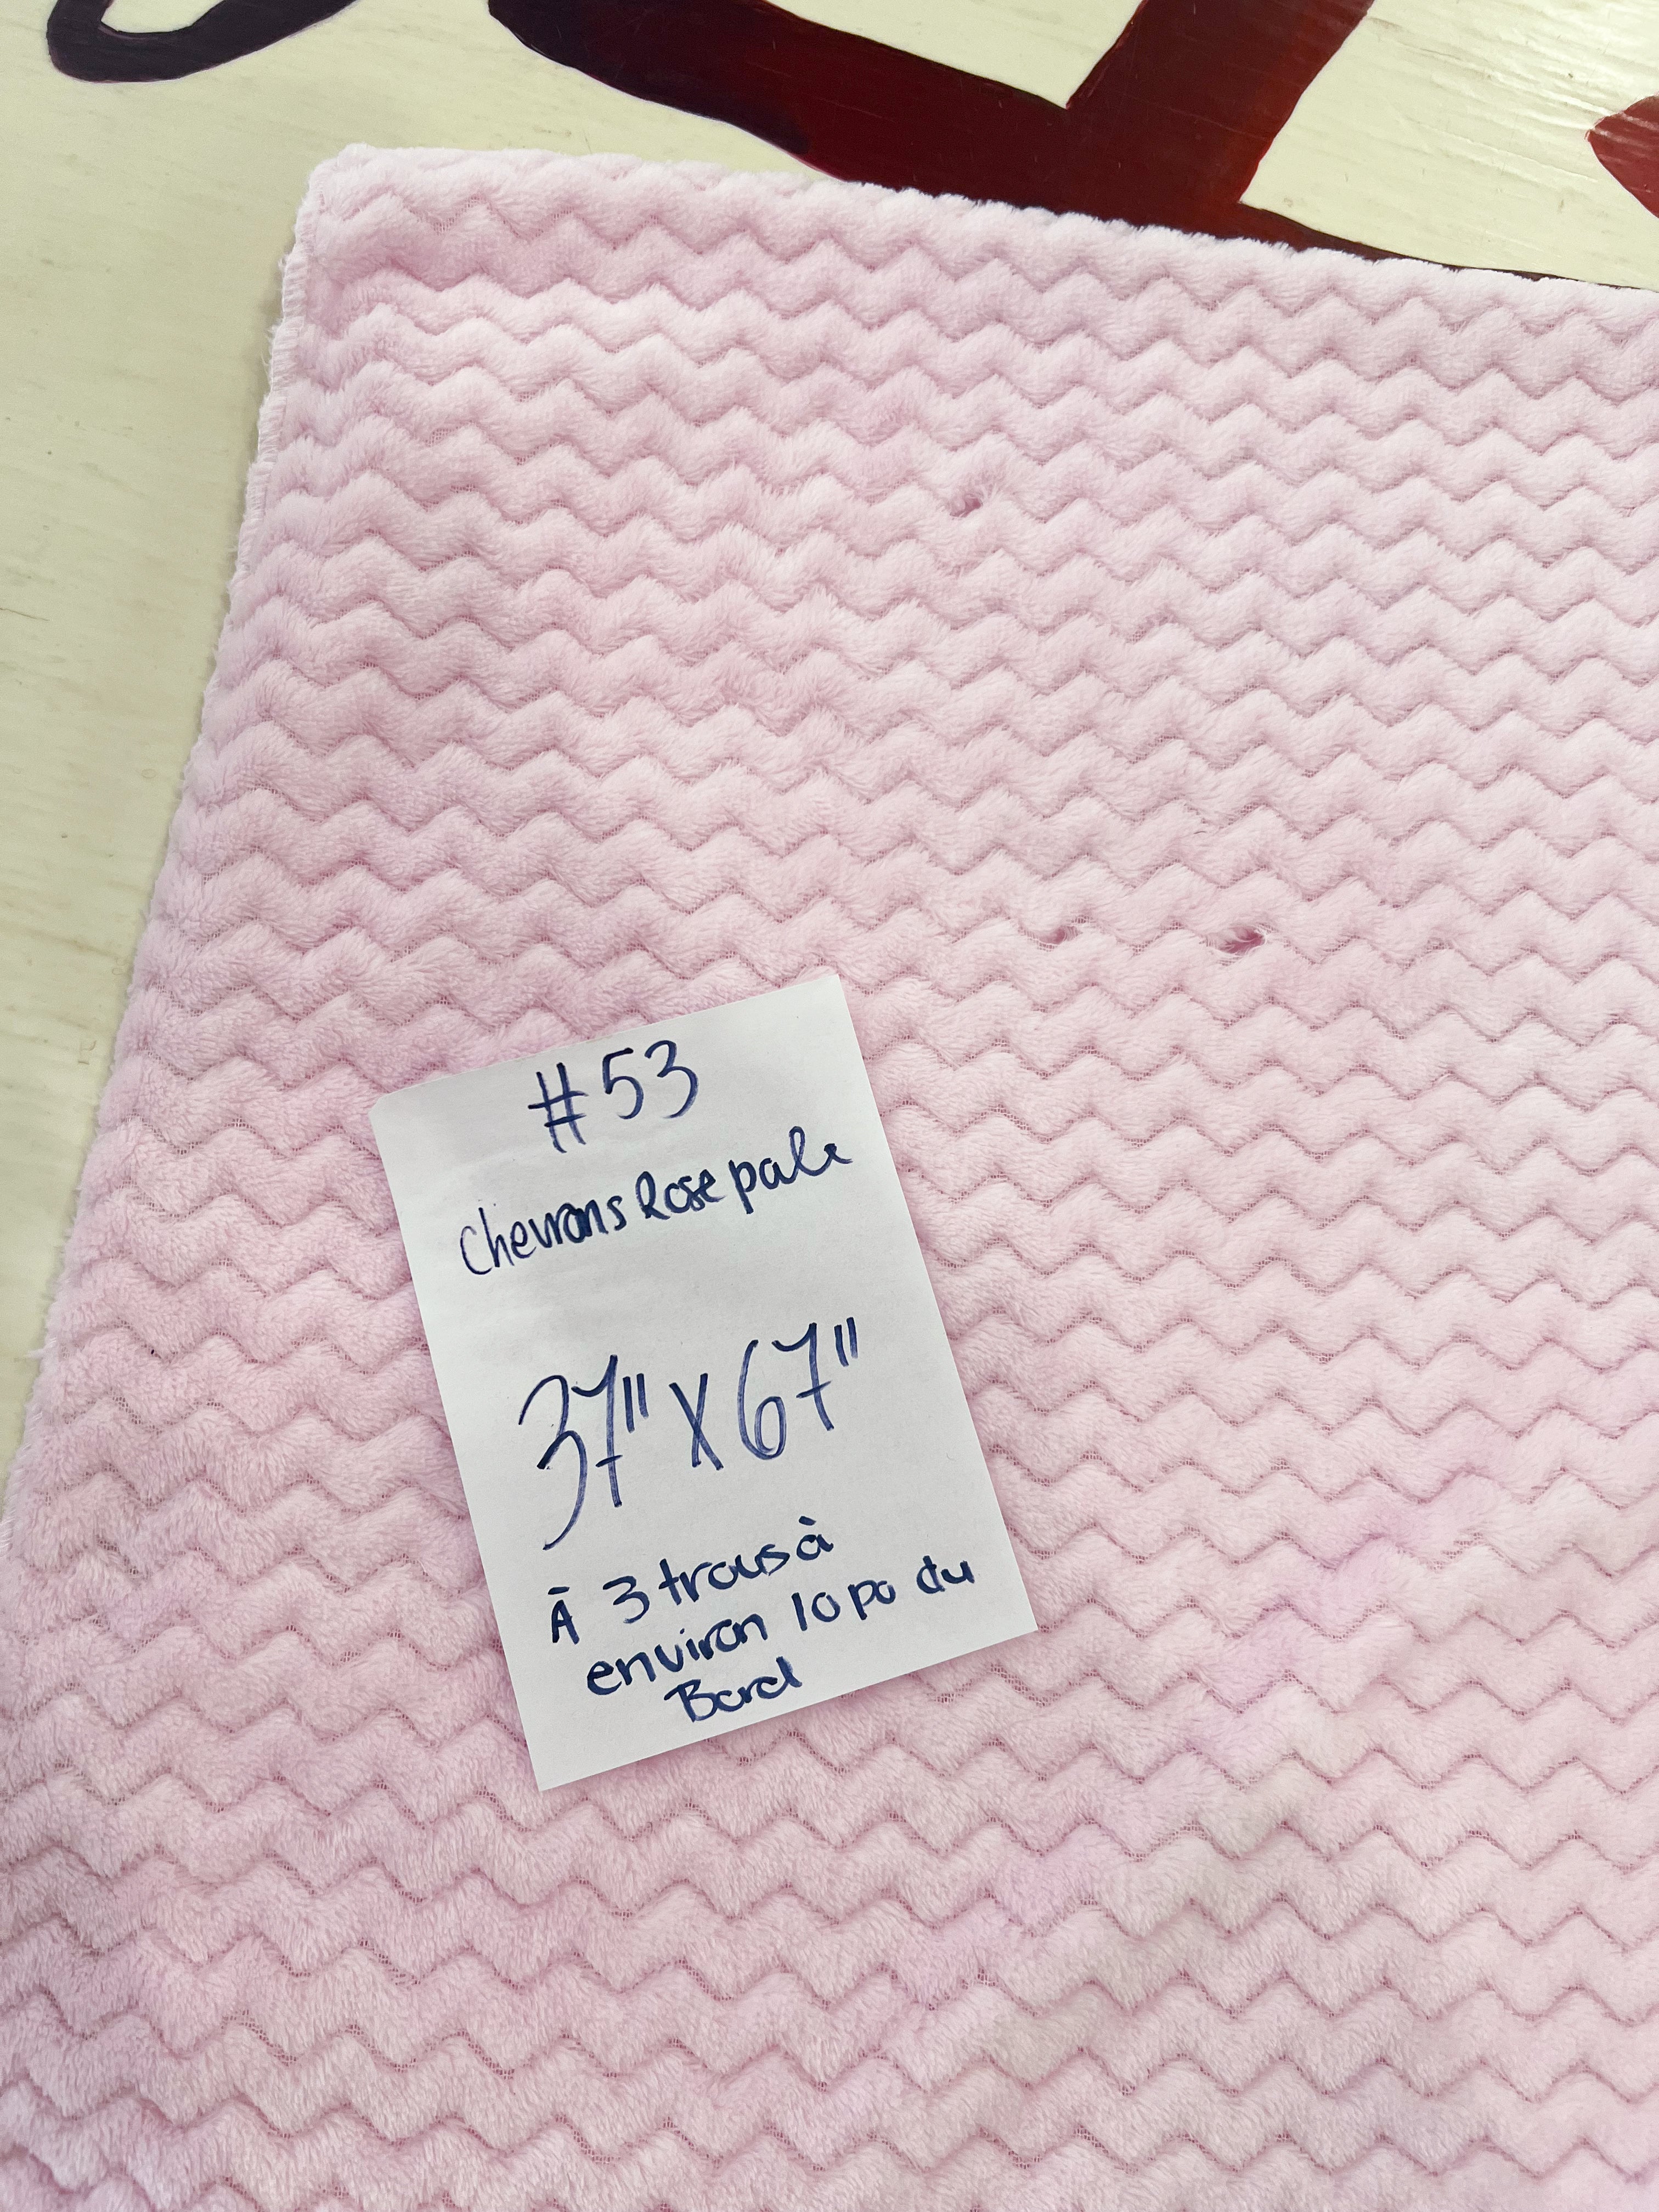 #53
Chevrons Rose pale
37" X 67"
À 3 trous à
environ 10 po du
Bord